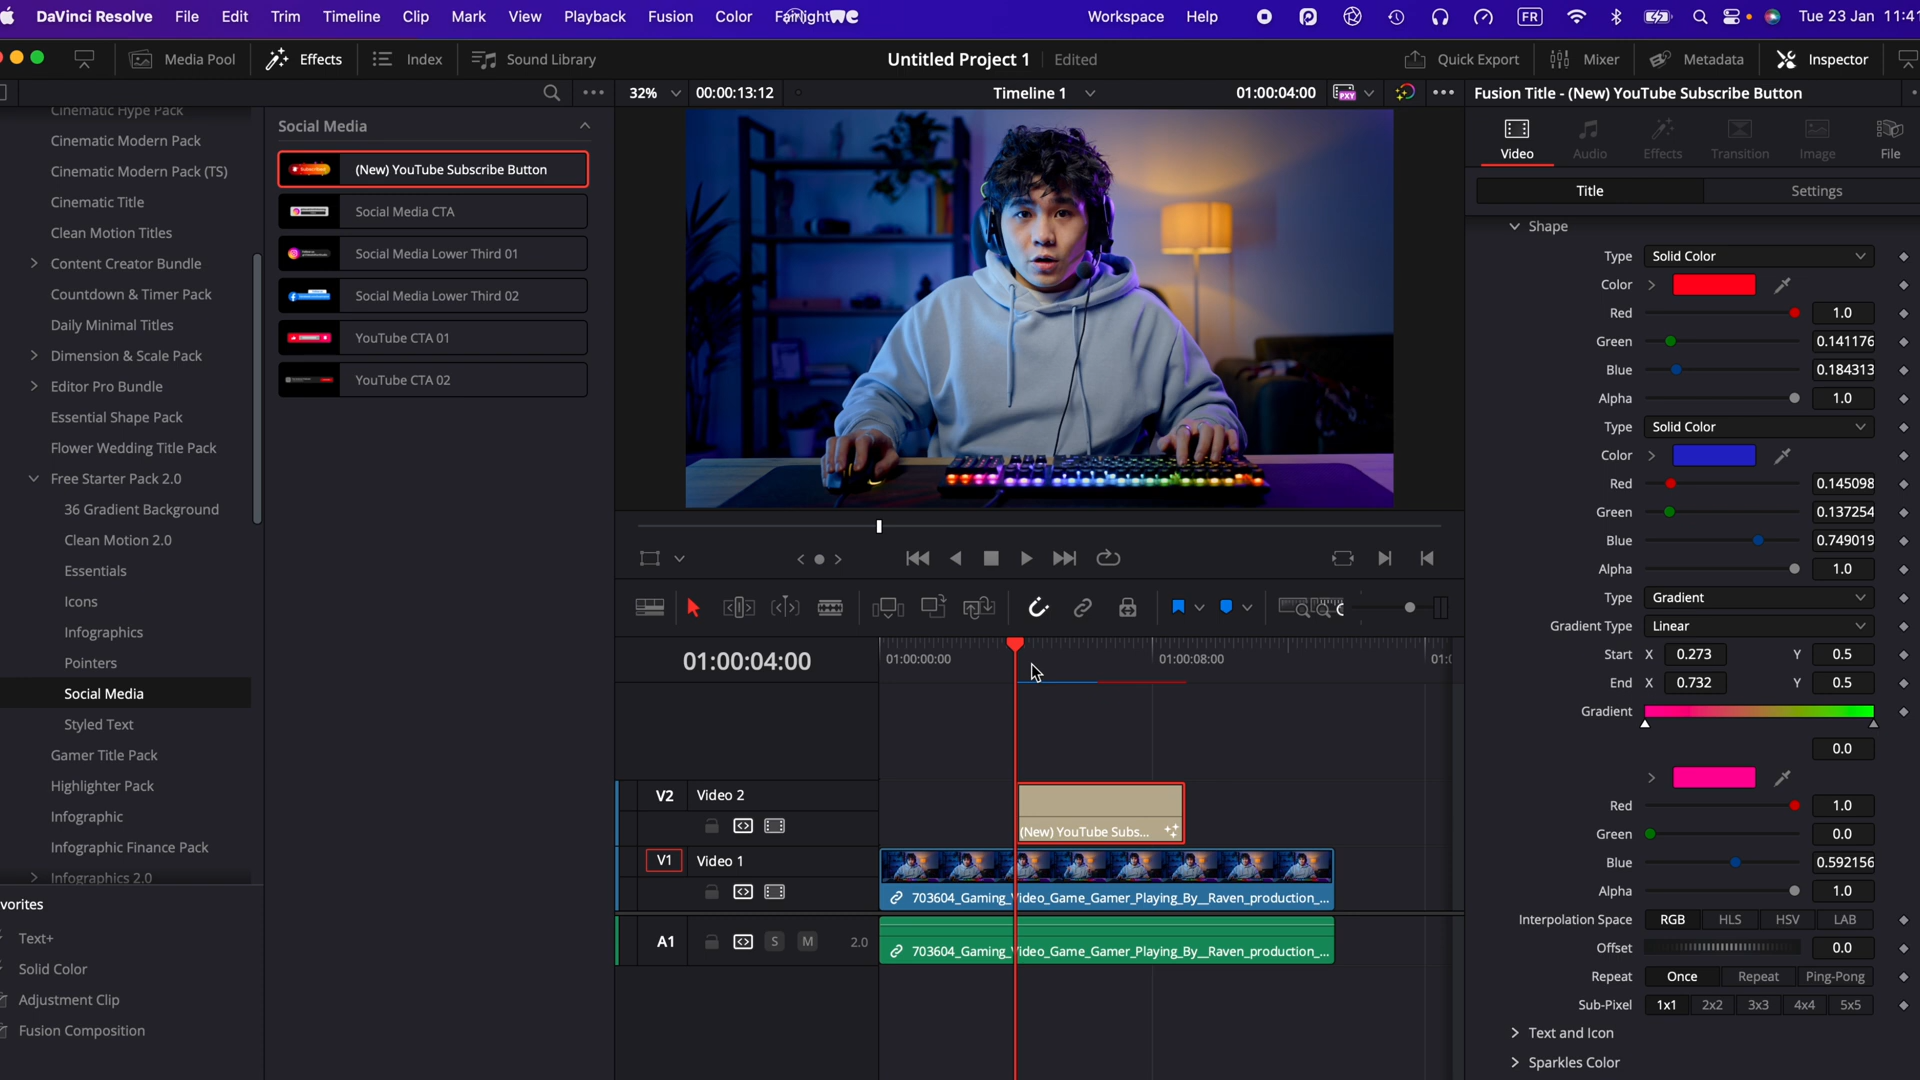 DaVinci Resolve File Edit Trim Timeline Clip Mark View Playback Fusion Color Fairlight Workspace Help FR Tue 23 Jan 11:41
Media Pool Effects Index Sound Library Untitled Project 1 Edited Quick Export Mixer Metadata Inspector
32% 00:00:13:12 Timeline 1 01:00:04:00 PXY Fusion Title - (New) YouTube Subscribe Button
Cinematic Hype Pack
Cinematic Modern Pack
Cinematic Modern Pack (TS)
Cinematic Title
Clean Motion Titles
Content Creator Bundle
Countdown & Timer Pack
Daily Minimal Titles
Dimension & Scale Pack
Editor Pro Bundle
Essential Shape Pack
Flower Wedding Title Pack
Free Starter Pack 2.0
36 Gradient Background
Clean Motion 2.0
Essentials
Icons
Infographics
Pointers
Social Media
Styled Text
Gamer Title Pack
Highlighter Pack
Infographic
Infographic Finance Pack
Infographics 2.0
vorites
Text+
Solid Color
Adjustment Clip
Fusion Composition
Social Media
(New) YouTube Subscribe Button
Social Media CTA
Social Media Lower Third 01
Social Media Lower Third 02
YouTube CTA 01
YouTube CTA 02
01:00:04:00 01:00:00:00 01:00:08:00 01:0
V2 Video 2
(New) YouTube Subs...
V1 Video 1
703604_Gaming_Video_Game_Gamer_Playing_By__Raven_production_...
A1 S M 2.0
703604_Gaming_Video_Game_Gamer_Playing_By__Raven_production_...
Video Audio Effects Transition Image File
Title Settings
Shape
Type Solid Color
Color
Red 1.0
Green 0.141176
Blue 0.184313
Alpha 1.0
Type Solid Color
Color
Red 0.145098
Green 0.137254
Blue 0.749019
Alpha 1.0
Type Gradient
Gradient Type Linear
Start X 0.273 Y 0.5
End X 0.732 Y 0.5
Gradient
0.0
Red 1.0
Green 0.0
Blue 0.592156
Alpha 1.0
Interpolation Space RGB HLS HSV LAB
Offset 0.0
Repeat Once Repeat Ping-Pong
Sub-Pixel 1x1 2x2 3x3 4x4 5x5
Text and Icon
Sparkles Color